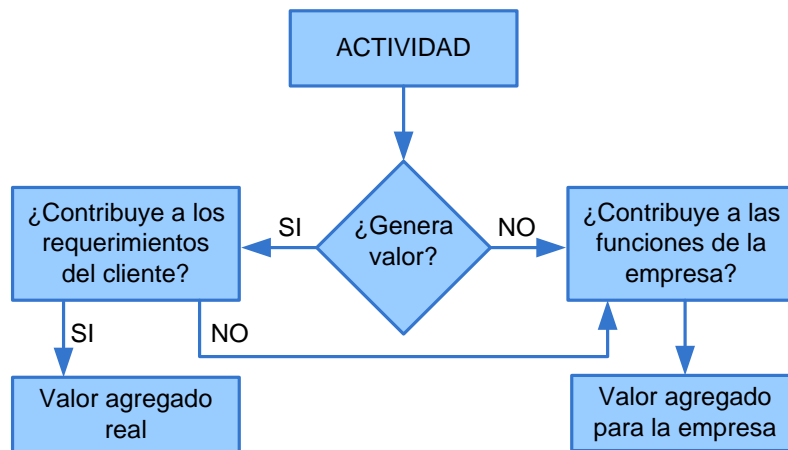 ACTIVIDAD
¿Genera
valor?
SI
NO
¿Contribuye a los
requerimientos
del cliente?
¿Contribuye a las
funciones de la
empresa?
SI
NO
Valor agregado
real
Valor agregado
para la empresa